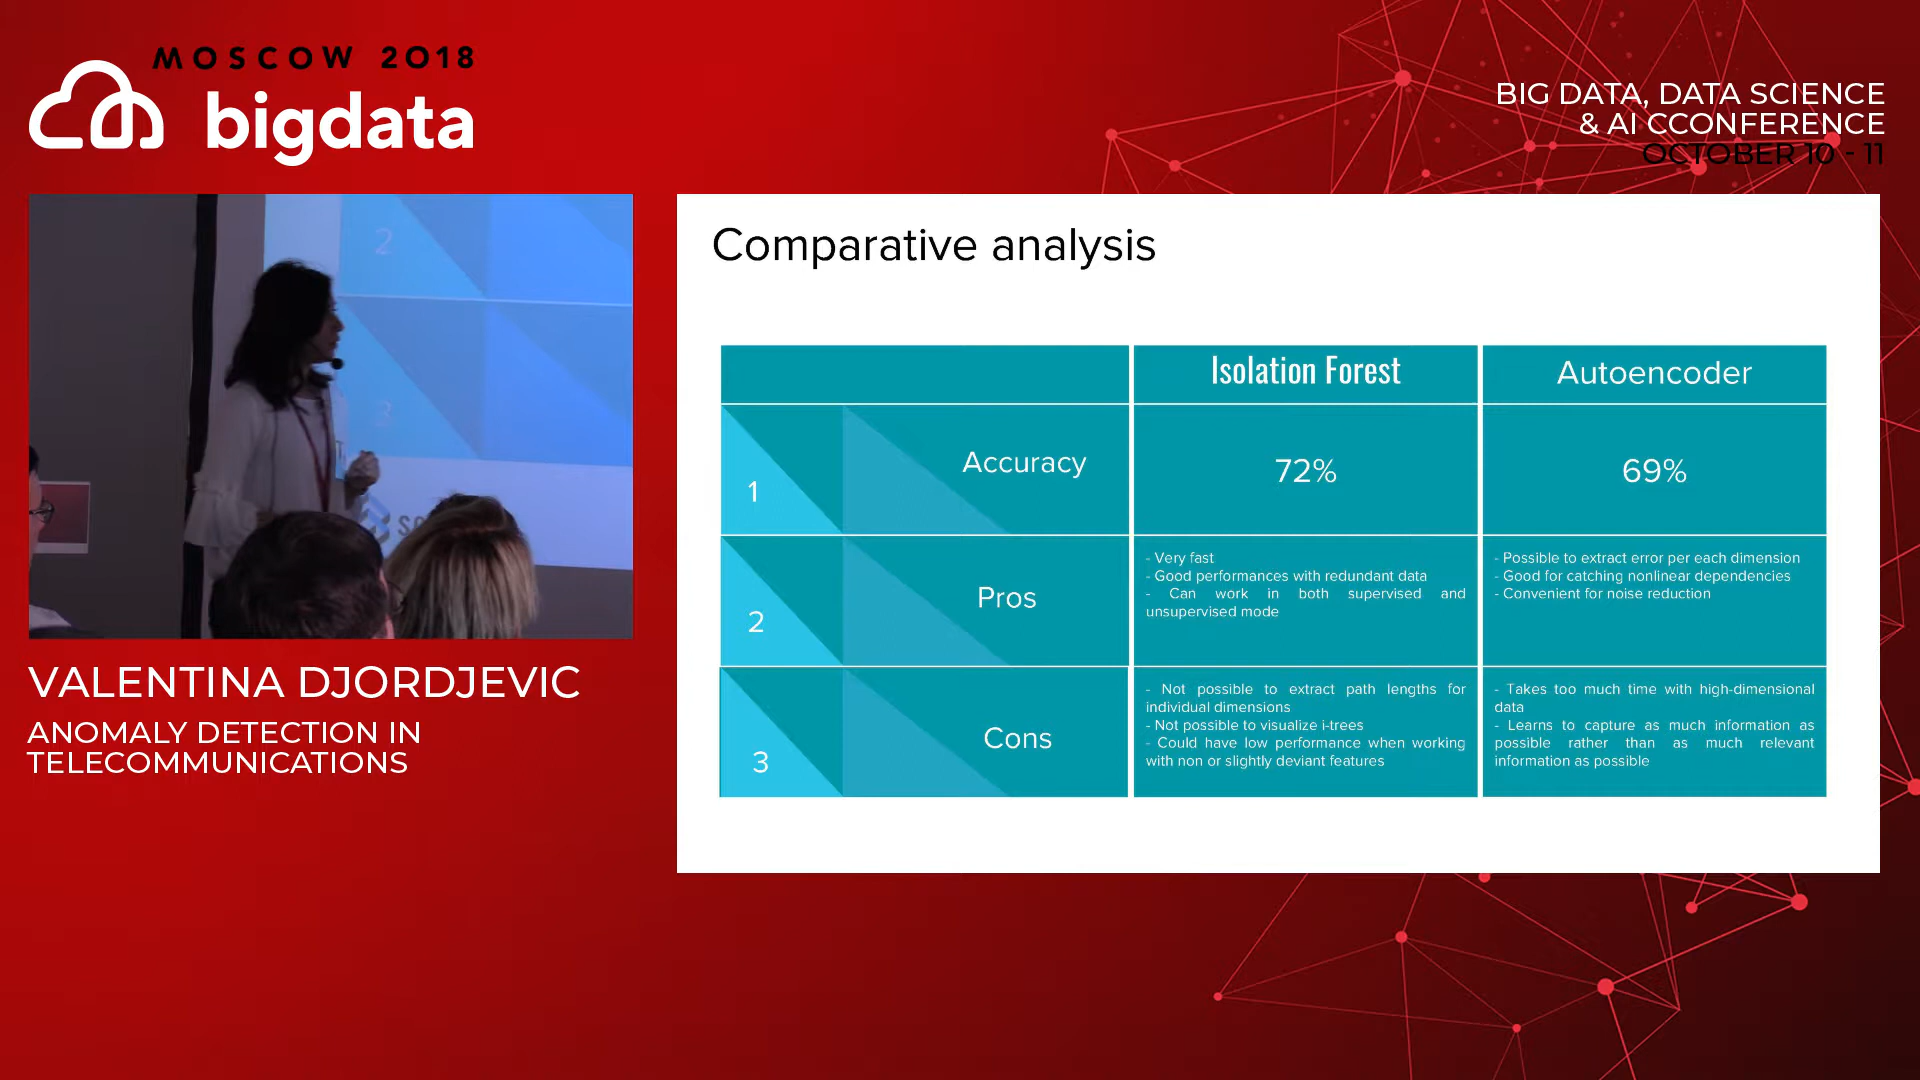 MOSCOW 2018
bigdata
BIG DATA, DATA SCIENCE
& AI CCONFERENCE
OCTOBER 10 - 11
2
3
VALENTINA DJORDJEVIC
ANOMALY DETECTION IN
TELECOMMUNICATIONS
Comparative analysis
Isolation Forest
Autoencoder
1
Accuracy
72%
69%
2
Pros
- Very fast
- Good performances with redundant data
- Can work in both supervised and
unsupervised mode
- Possible to extract error per each dimension
- Good for catching nonlinear dependencies
- Convenient for noise reduction
3
Cons
- Not possible to extract path lengths for
individual dimensions
- Not possible to visualize i-trees
- Could have low performance when working
with non or slightly deviant features
- Takes too much time with high-dimensional
data
- Learns to capture as much information as
possible rather than as much relevant
information as possible